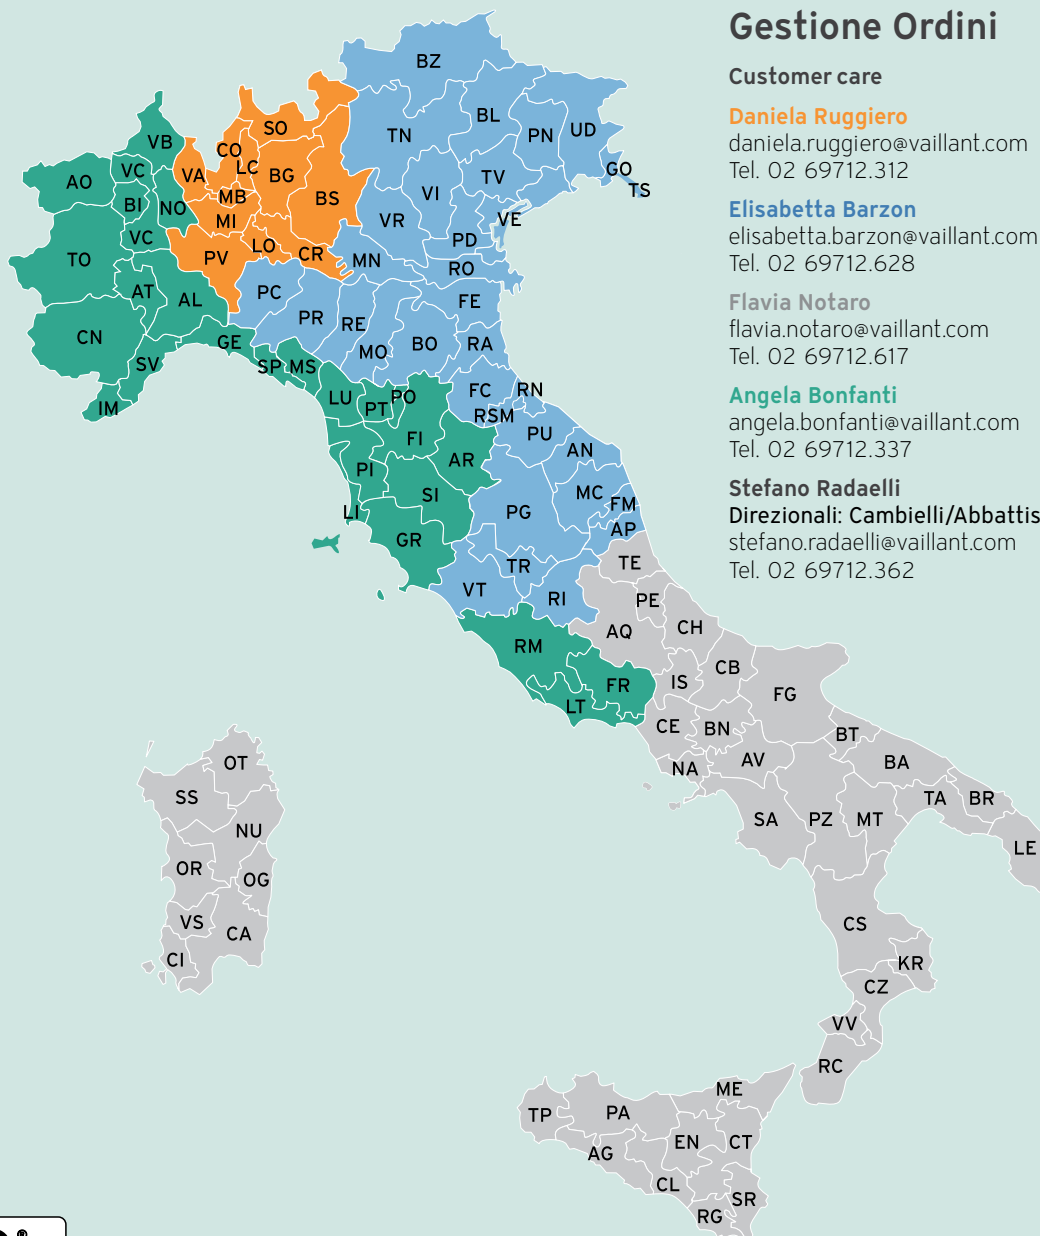 Gestione Ordini
Customer care
Daniela Ruggiero
daniela.ruggiero@vaillant.com
Tel. 02 69712.312
Elisabetta Barzon
elisabetta.barzon@vaillant.com
Tel. 02 69712.628
Flavia Notaro
flavia.notaro@vaillant.com
Tel. 02 69712.617
Angela Bonfanti
angela.bonfanti@vaillant.com
Tel. 02 69712.337
Stefano Radaelli
Direzionali: Cambielli/Abbattis
stefano.radaelli@vaillant.com
Tel. 02 69712.362
BZ
BL
SO
TN
PN
UD
VB
CO
LC
GO
VC
VA
BG
TV
AO
TS
VI
MB
BS
BI
NO
MI
VR
VE
VC
LO
PD
TO
PV
CR
MN
RO
AT
AL
PC
FE
PR
RE
CN
GE
MO
BO
RA
SV
SP
MS
LU
PT
PO
FC
RN
IM
RSM
FI
PU
AN
PI
AR
SI
MC
LI
PG
FM
GR
AP
TR
TE
VT
RI
PE
AQ
CH
RM
CB
FR
IS
FG
LT
CE
BN
BT
NA
AV
BA
OT
SS
TA
BR
NU
SA
PZ
MT
LE
OR
OG
VS
CA
CS
CI
KR
CZ
VV
RC
ME
TP
PA
EN
CT
AG
CL
SR
RG
®